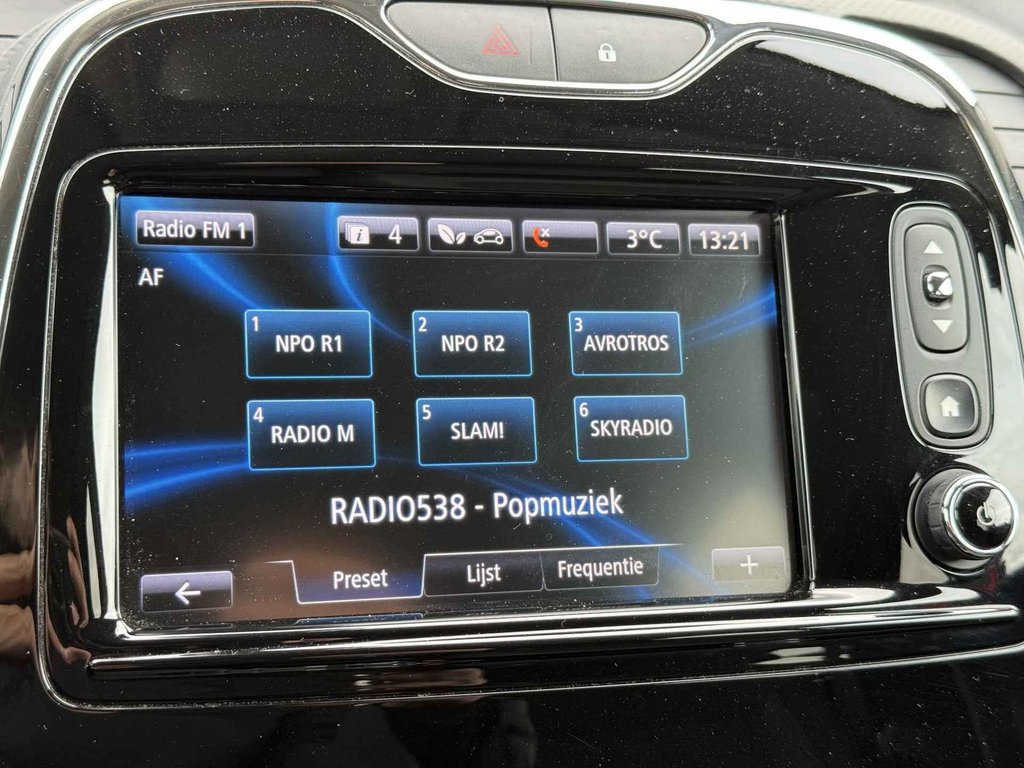 Radio FM 1
i 4
3°C
13:21
AF
1 NPO R1
2 NPO R2
3 AVROTROS
4 RADIO M
5 SLAM!
6 SKYRADIO
RADIO538 - Popmuziek
Preset
Lijst
Frequentie
+